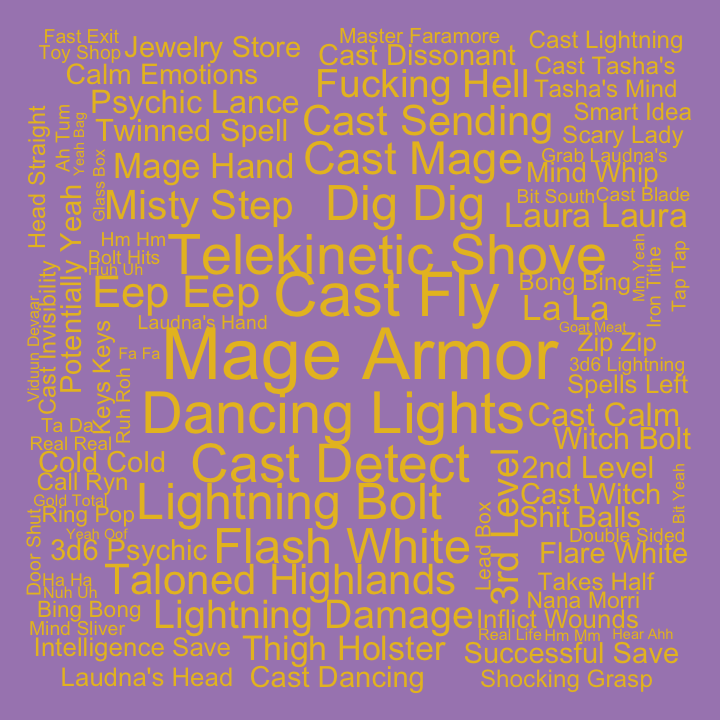 Fast Exit
Toy Shop
Jewelry Store
Master Faramore
Cast Dissonant
Cast Lightning
Cast Tasha's
Calm Emotions
Fucking Hell
Tasha's Mind
Psychic Lance
Cast Sending
Smart Idea
Twinned Spell
Scary Lady
Head Straight
Ah Tum
Yeah Bag
Glass Box
Mage Hand
Cast Mage
Grab Laudna's
Mind Whip
Misty Step
Dig Dig
Bit South
Cast Blade
Laura Laura
Potentially Yeah
Hm Hm
Bolt Hits
Huh Uh
Telekinetic Shove
Mm Yeah
Iron Tithe
Tap Tap
Eep Eep
Cast Fly
Bong Bing
La La
Viduun Devaar
Cast Invisibility
Laudna's Hand
Goat Meat
Mage Armor
Zip Zip
Keys Keys
Fa Fa
Ruh Roh
3d6 Lightning
Spells Left
Dancing Lights
Cast Calm
Ta Da
Real Real
Witch Bolt
Cold Cold
Cast Detect
2nd Level
Call Ryn
Gold Total
Ring Pop
Lightning Bolt
3rd Level
Lead Box
Cast Witch
Shit Balls
Bit Yeah
Door Shut
Yeah Oof
3d6 Psychic
Flash White
Double Sided
Flare White
Ha Ha
Nuh Uh
Taloned Highlands
Takes Half
Nana Morri
Bing Bong
Mind Sliver
Lightning Damage
Inflict Wounds
Real Life
Hm Mm
Hear Ahh
Intelligence Save
Thigh Holster
Successful Save
Laudna's Head
Cast Dancing
Shocking Grasp